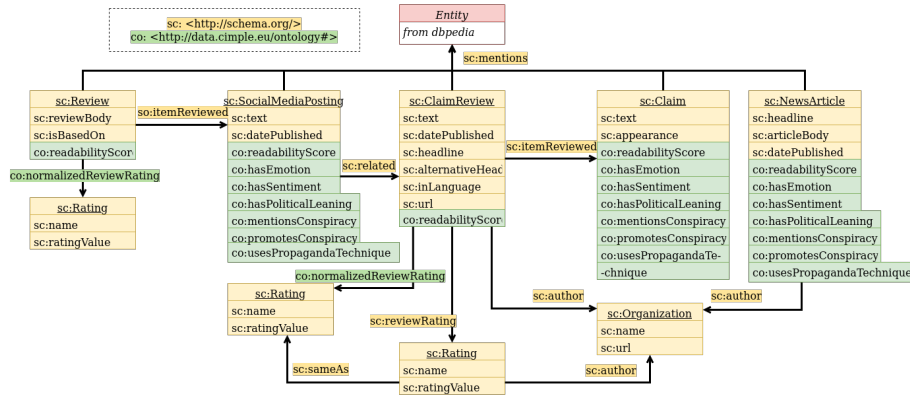 sc: <http://schema.org/>
co: <http://data.cimple.eu/ontology#>
Entity
from dbpedia
sc:mentions
sc:Review
sc:reviewBody
sc:isBasedOn
co:readabilityScor
so:itemReviewed
co:normalizedReviewRating
sc:Rating
sc:name
sc:ratingValue
sc:SocialMediaPosting
sc:text
sc:datePublished
co:readabilityScore
co:hasEmotion
co:hasSentiment
co:hasPoliticalLeaning
co:mentionsConspiracy
co:promotesConspiracy
co:usesPropagandaTechnique
sc:related
sc:ClaimReview
sc:text
sc:datePublished
sc:headline
sc:alternativeHead
sc:inLanguage
sc:url
co:readabilityScor
sc:itemReviewed
sc:Claim
sc:text
sc:appearance
co:readabilityScore
co:hasEmotion
co:hasSentiment
co:hasPoliticalLeaning
co:mentionsConspiracy
co:promotesConspiracy
co:usesPropagandaTe-
-chnique
sc:NewsArticle
sc:headline
sc:articleBody
sc:datePublished
co:readabilityScore
co:hasEmotion
co:hasSentiment
co:hasPoliticalLeaning
co:mentionsConspiracy
co:promotesConspiracy
co:usesPropagandaTechnique
co:normalizedReviewRating
sc:Rating
sc:name
sc:ratingValue
sc:reviewRating
sc:author
sc:author
sc:Organization
sc:name
sc:url
sc:sameAs
sc:Rating
sc:name
sc:ratingValue
sc:author